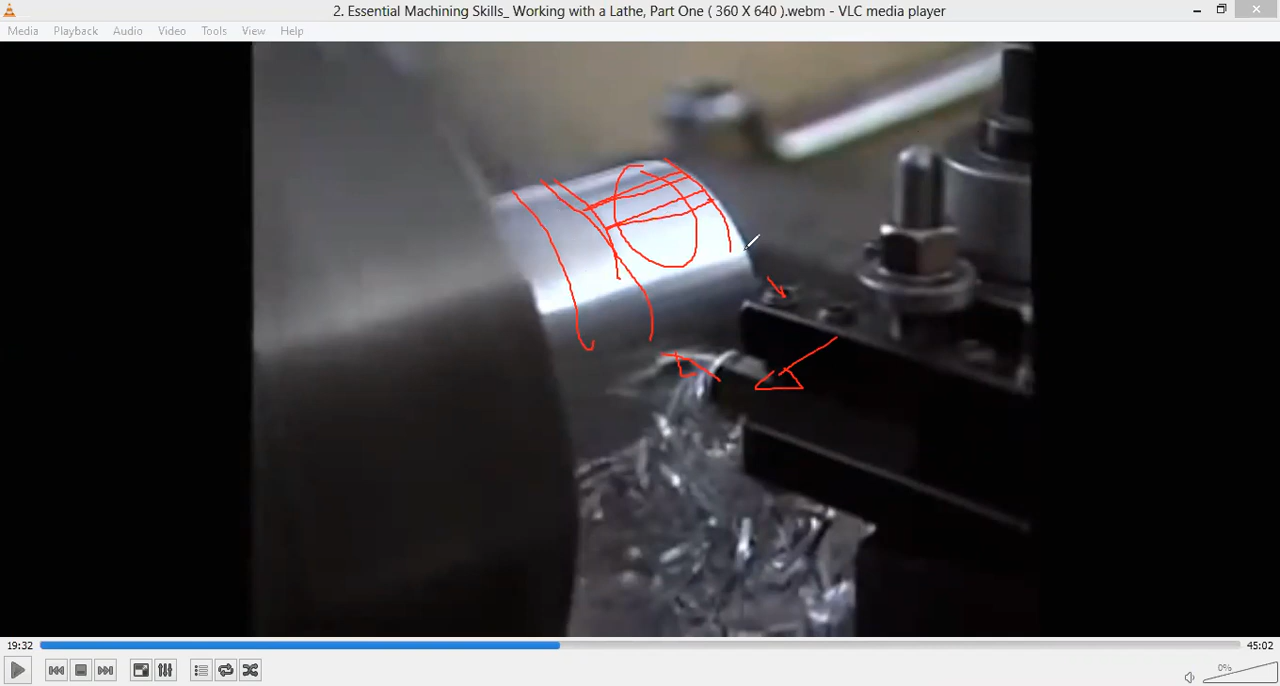 2. Essential Machining Skills_ Working with a Lathe, Part One ( 360 X 640 ).webm - VLC media player
Media Playback Audio Video Tools View Help
19:32 45:02
0%